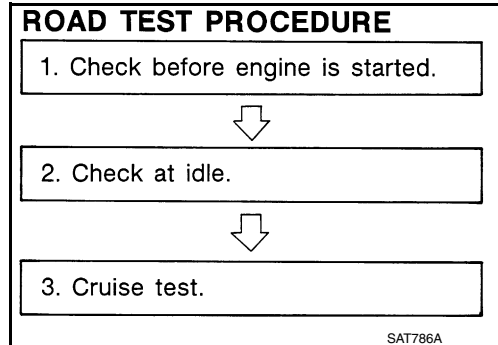 ROAD TEST PROCEDURE
1. Check before engine is started.
2. Check at idle.
3. Cruise test.
SAT786A